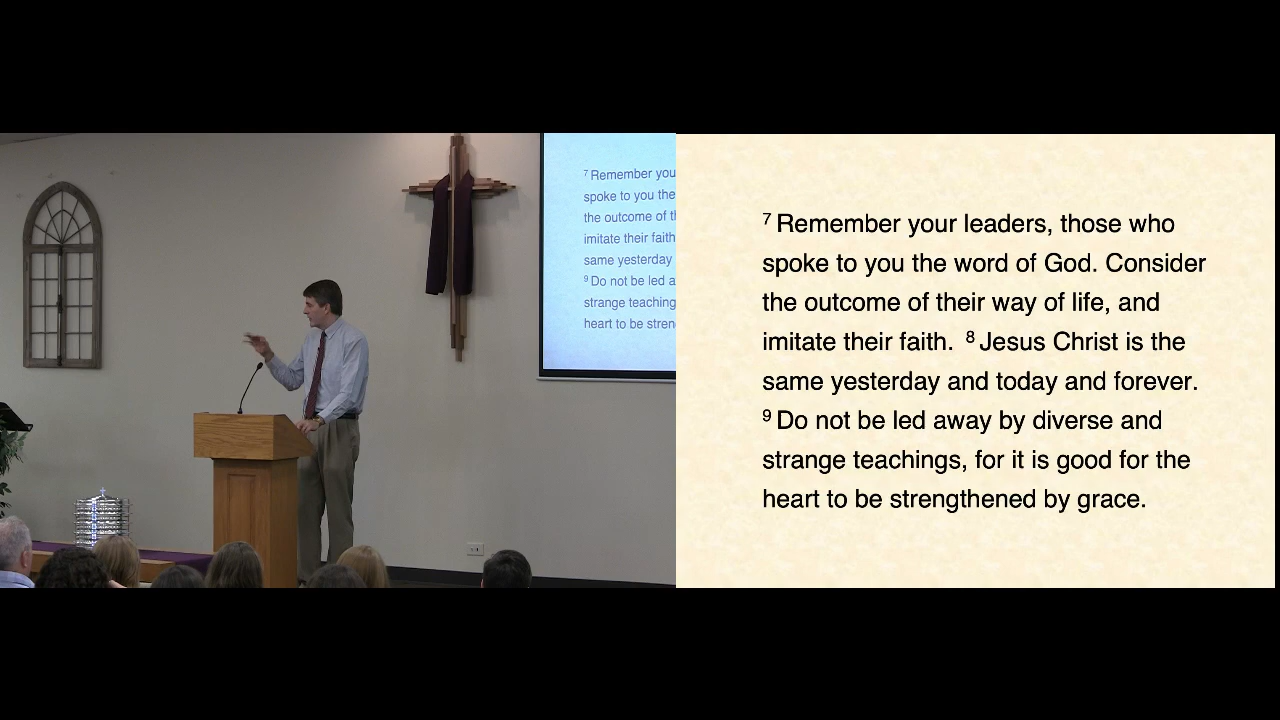 7 Remember you
spoke to you the
the outcome of t
imitate their faith
same yesterday
9 Do not be led a
strange teaching
heart to be stren
7 Remember your leaders, those who
spoke to you the word of God. Consider
the outcome of their way of life, and
imitate their faith. 8 Jesus Christ is the
same yesterday and today and forever.
9 Do not be led away by diverse and
strange teachings, for it is good for the
heart to be strengthened by grace.